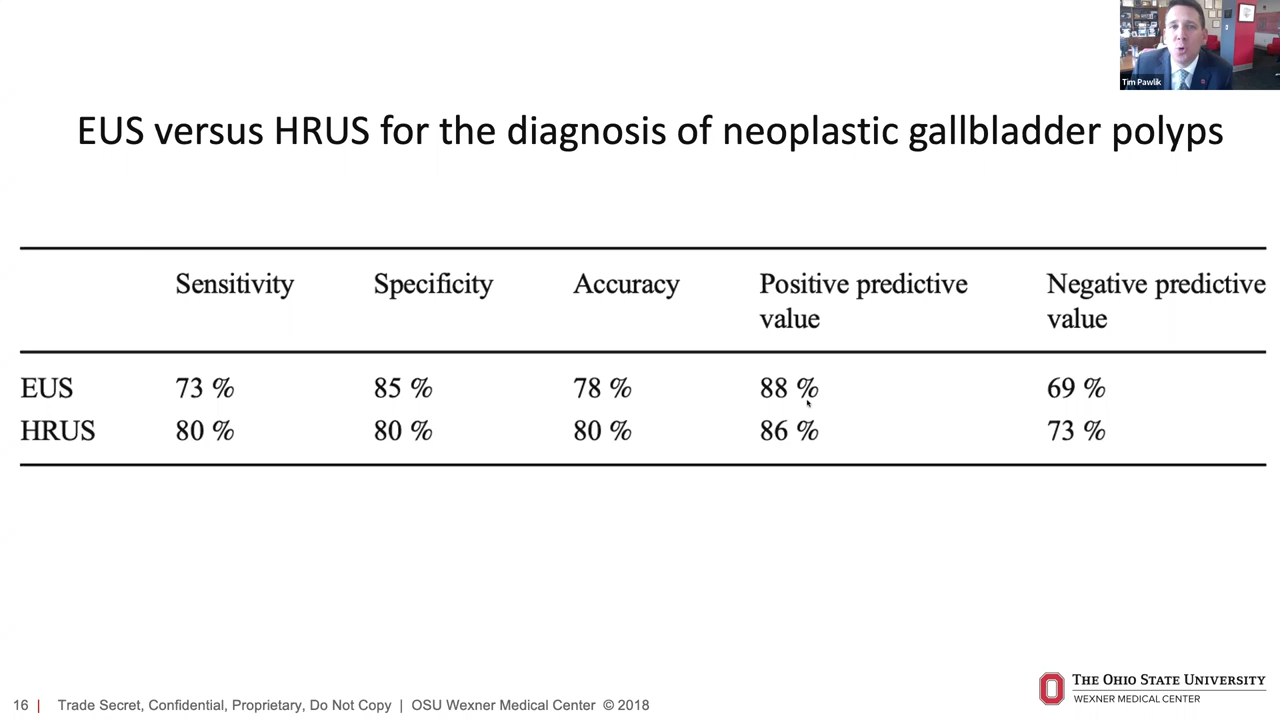 Tim Pawlik
EUS versus HRUS for the diagnosis of neoplastic gallbladder polyps
Sensitivity Specificity Accuracy Positive predictive value Negative predictive value
EUS 73 % 85 % 78 % 88 % 69 %
HRUS 80 % 80 % 80 % 86 % 73 %
16 | Trade Secret, Confidential, Proprietary, Do Not Copy | OSU Wexner Medical Center © 2018
THE OHIO STATE UNIVERSITY
WEXNER MEDICAL CENTER